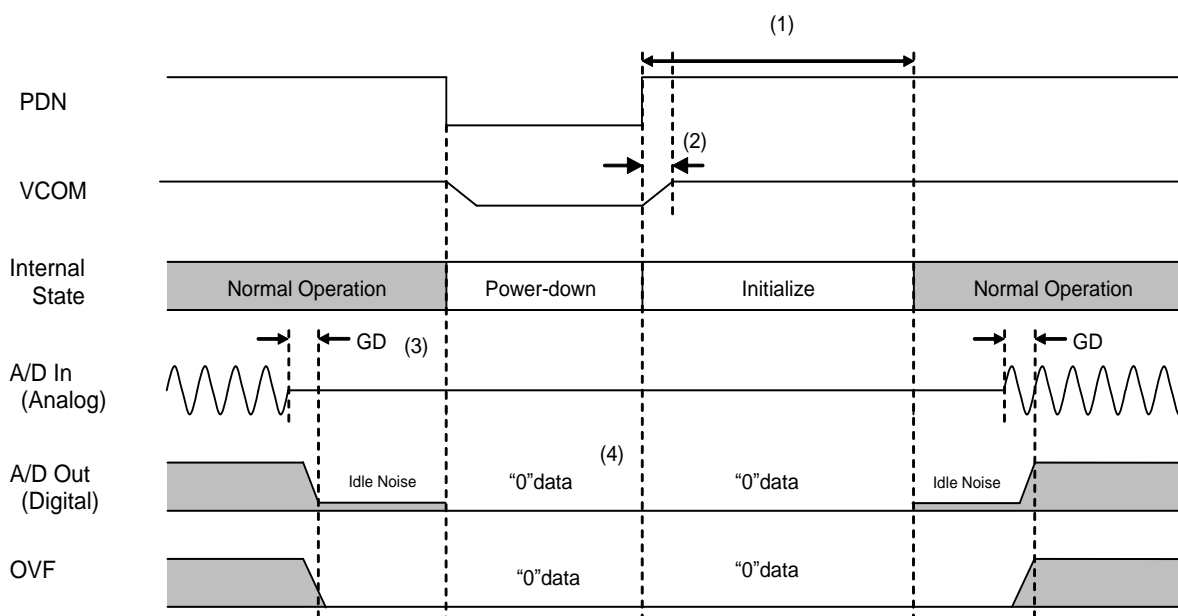 (1)
PDN
(2)
VCOM
Internal
State
Normal Operation
Power-down
Initialize
Normal Operation
GD
(3)
GD
A/D In
(Analog)
(4)
A/D Out
(Digital)
Idle Noise
“0”data
“0”data
Idle Noise
OVF
“0”data
“0”data